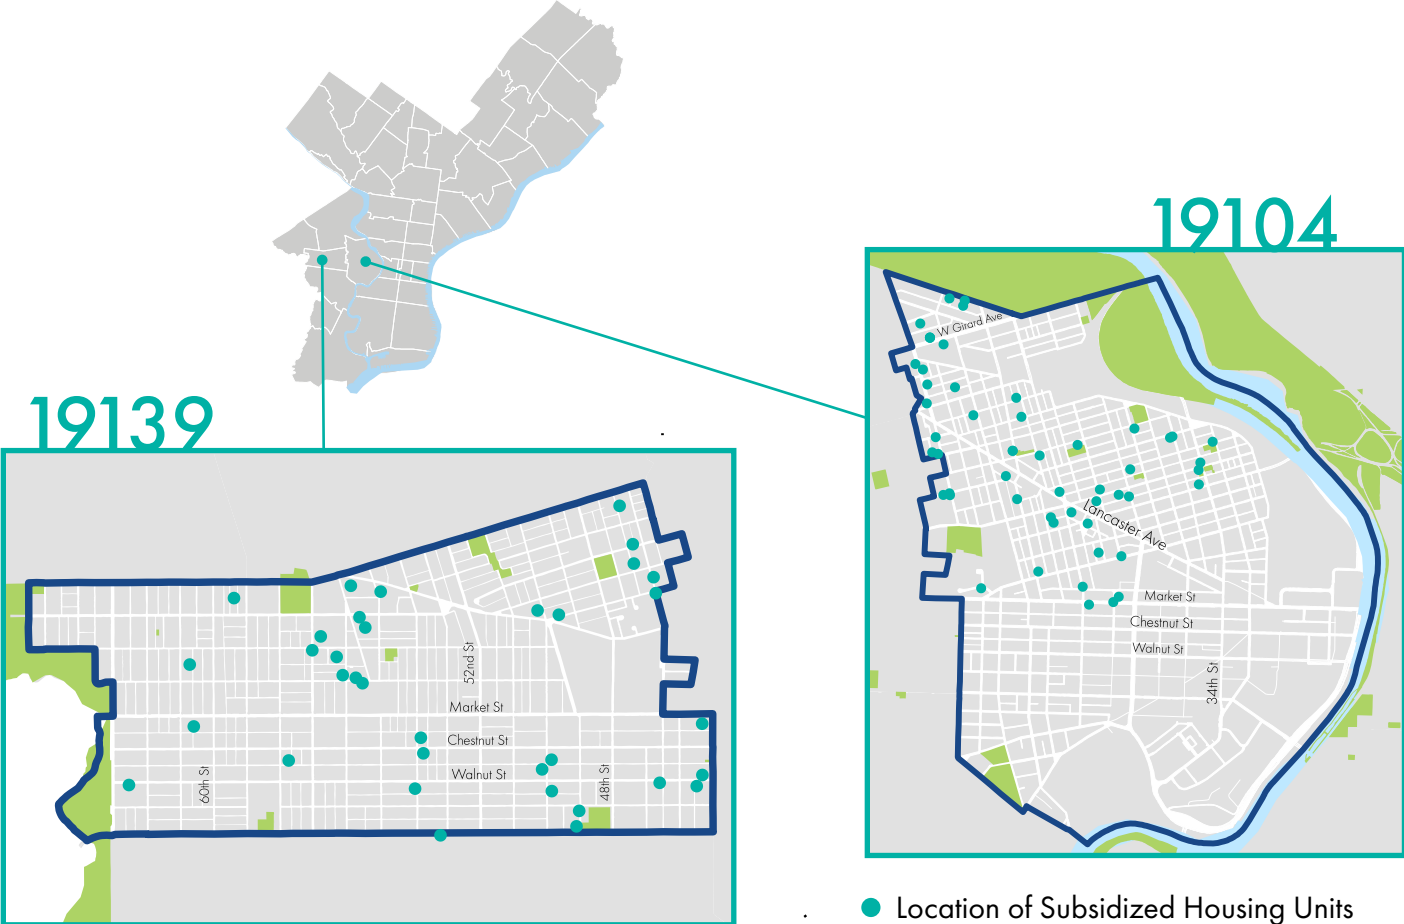 19104
W Girard Ave
19139
Lancaster Ave
52nd St
Market St
Chestnut St
Walnut St
34th St
Market St
Chestnut St
Walnut St
60th St
48th St
Location of Subsidized Housing Units